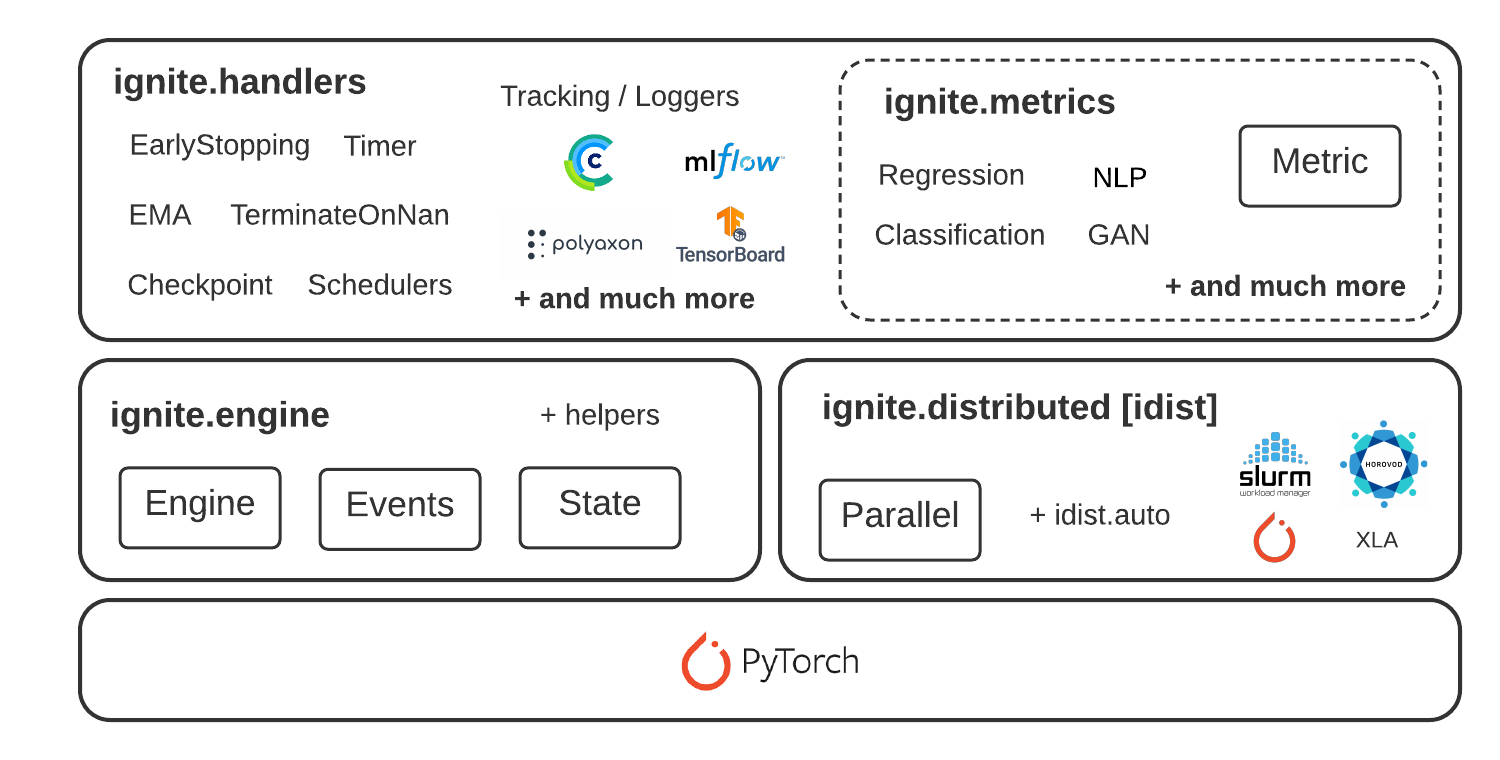 ignite.handlers
EarlyStopping Timer
EMA TerminateOnNan
Checkpoint Schedulers
Tracking / Loggers
C
mlflow
polyaxon
TensorBoard
+ and much more
ignite.metrics
Metric
Regression NLP
Classification GAN
+ and much more
ignite.engine
+ helpers
Engine Events State
ignite.distributed [idist]
Parallel
+ idist.auto
slurm
workload manager
HOROVOD
XLA
PyTorch